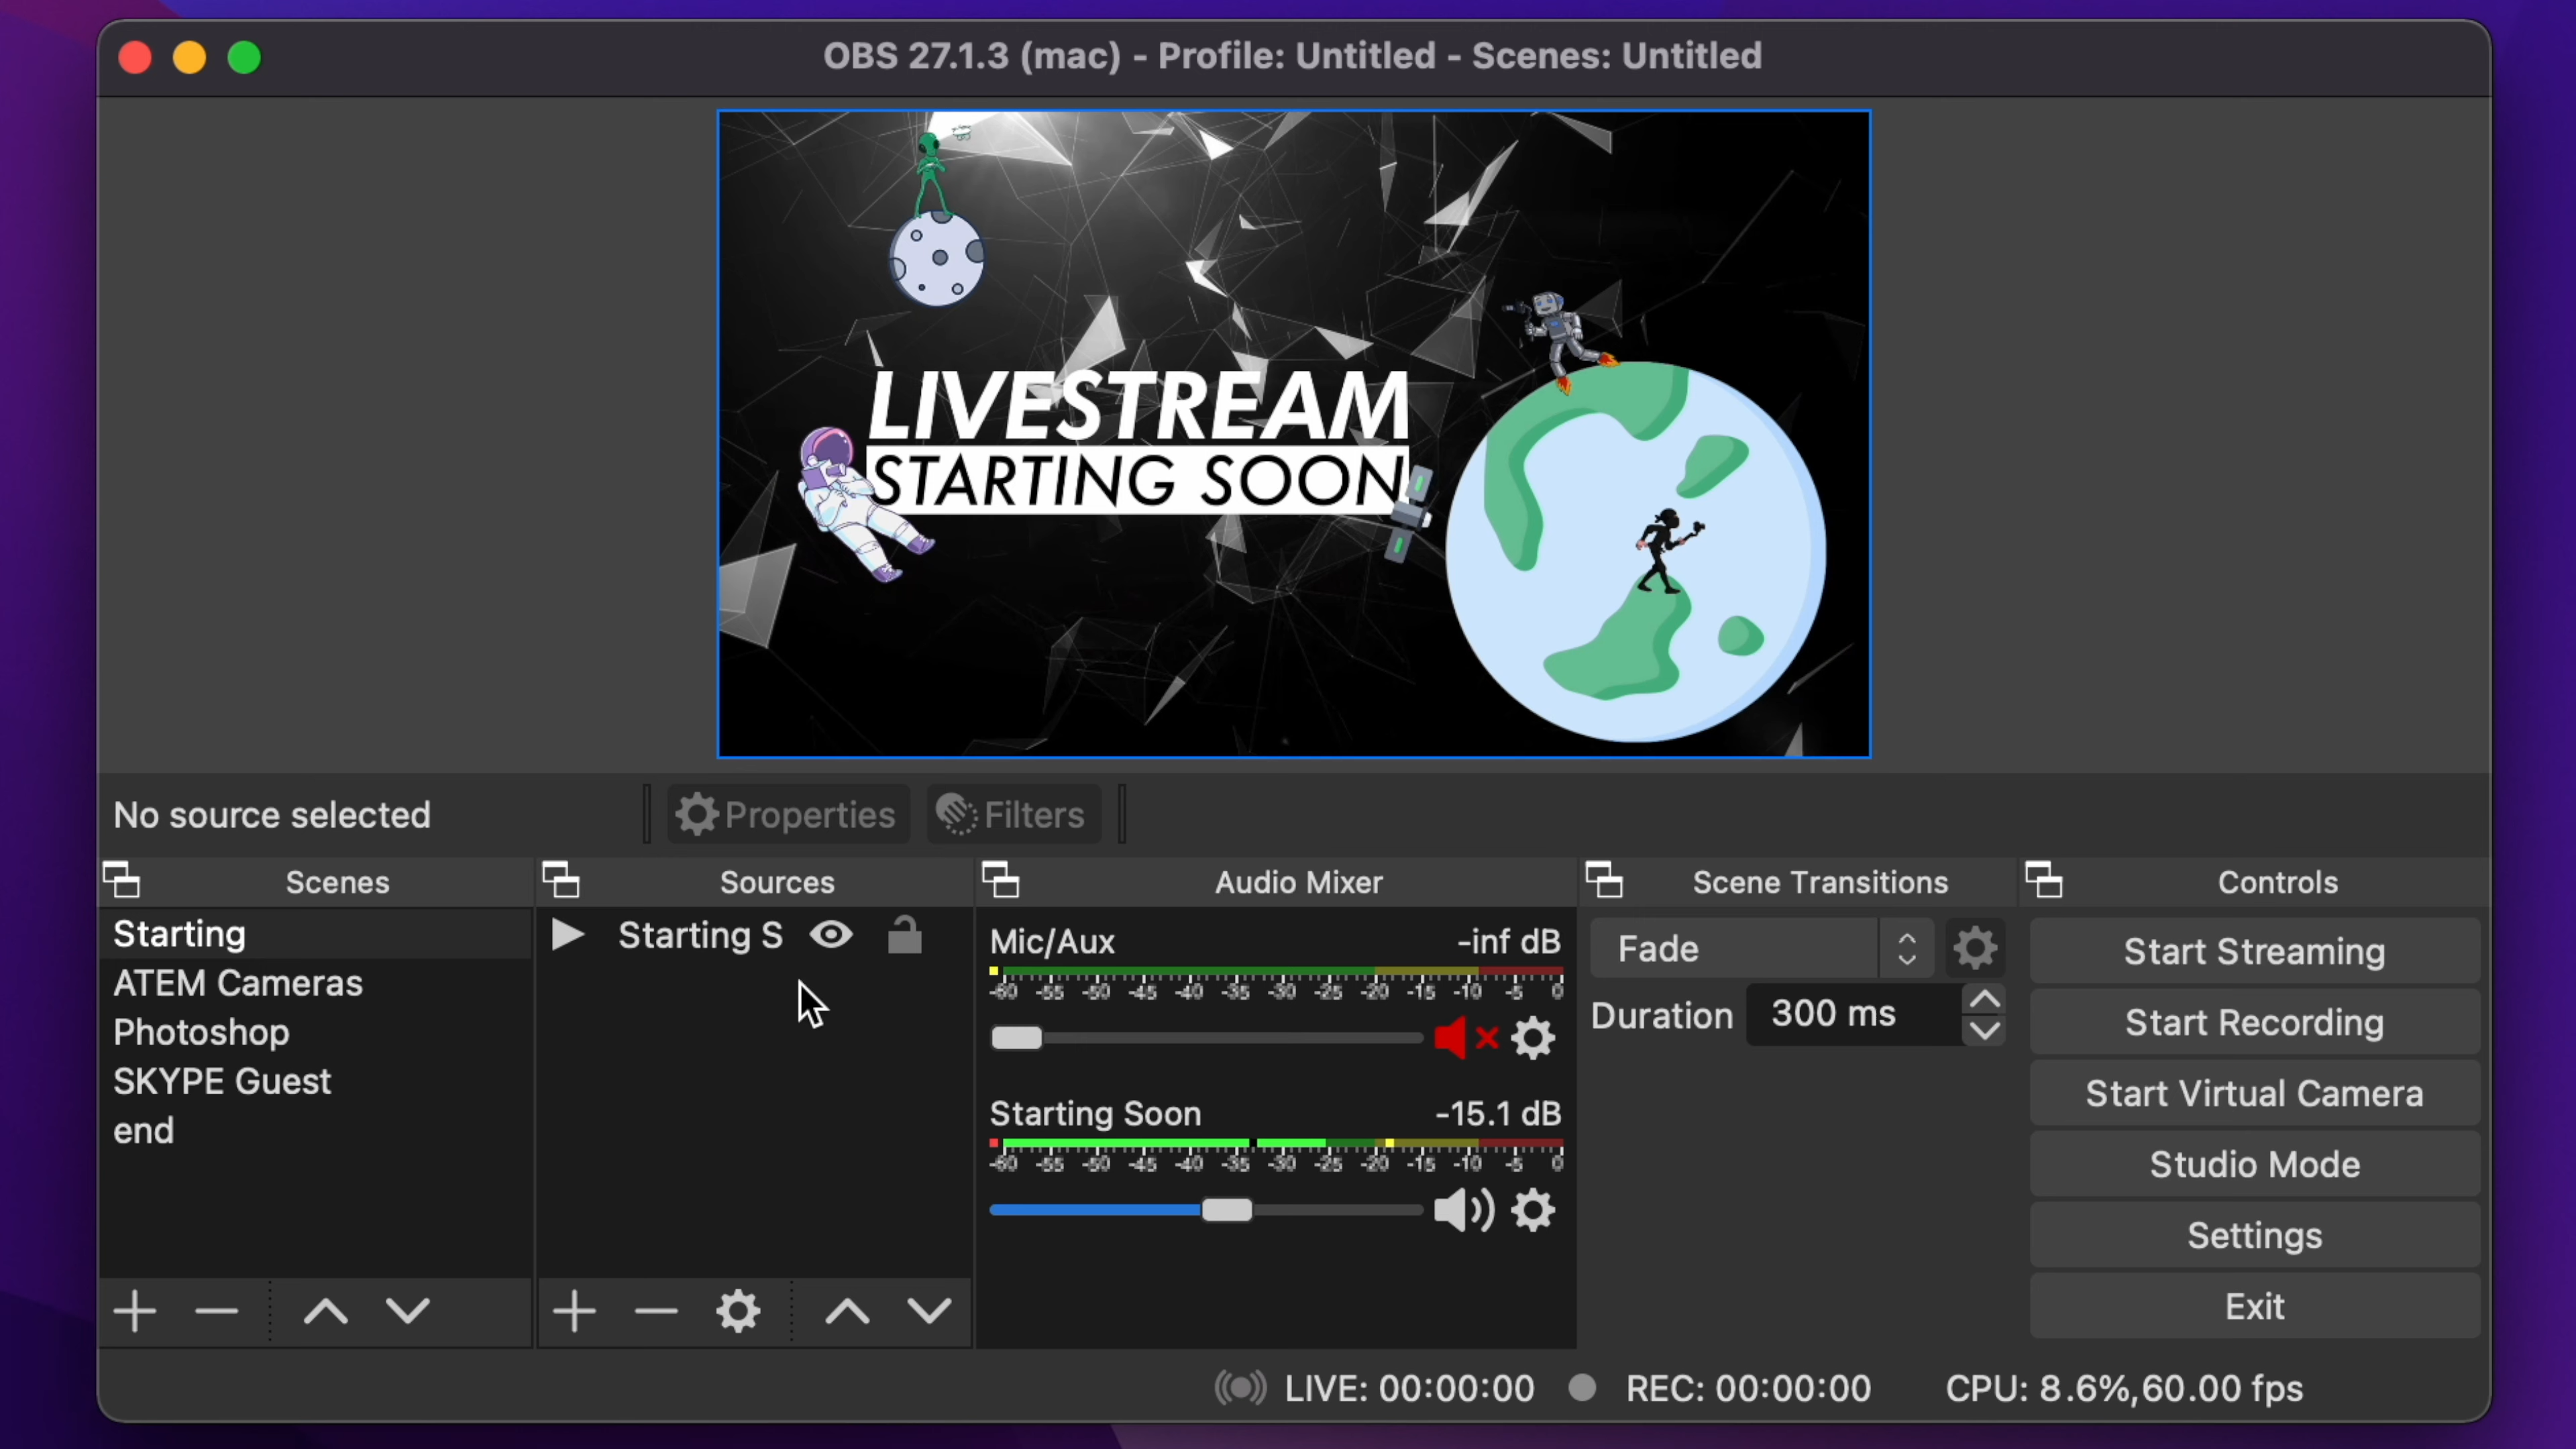 OBS 27.1.3 (mac) - Profile: Untitled - Scenes: Untitled
LIVESTREAM
STARTING SOON
No source selected
Properties
Filters
Scenes
Starting
ATEM Cameras
Photoshop
SKYPE Guest
end
Sources
Starting S
Audio Mixer
Mic/Aux -inf dB
-60 -55 -50 -45 -40 -35 -30 -25 -20 -15 -10 -5 0
Starting Soon -15.1 dB
-60 -55 -50 -45 -40 -35 -30 -25 -20 -15 -10 -5 0
Scene Transitions
Fade
Duration 300 ms
Controls
Start Streaming
Start Recording
Start Virtual Camera
Studio Mode
Settings
Exit
LIVE: 00:00:00 REC: 00:00:00 CPU: 8.6%,60.00 fps